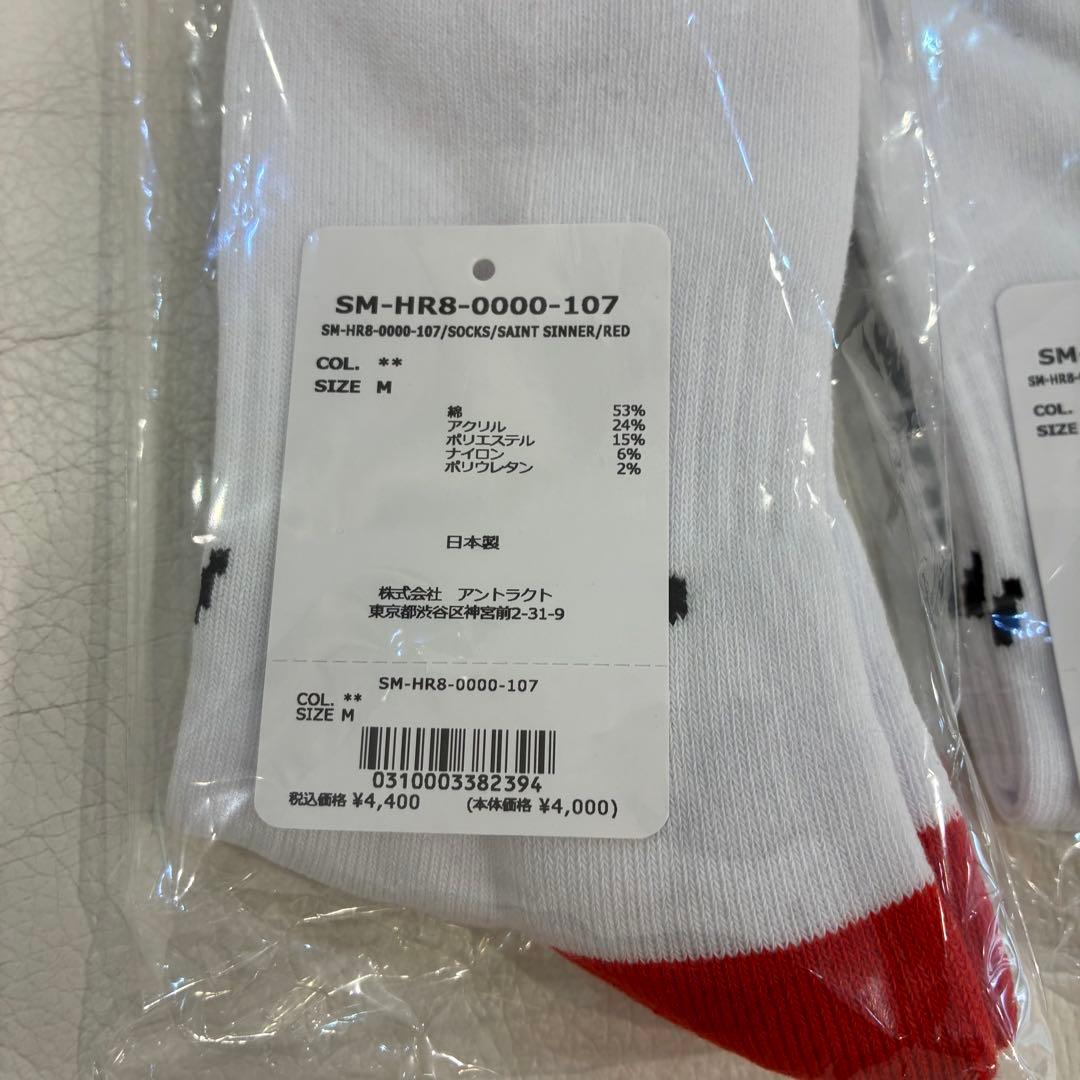 SM-HR8-0000-107
SM-HR8-0000-107/SOCKS/SAINT SINNER/RED
COL. **
SIZE M
綿 53%
アクリル 24%
ポリエステル 15%
ナイロン 6%
ポリウレタン 2%
日本製
株式会社 アントラクト
東京都渋谷区神宮前2-31-9
SM-HR8-0000-107
COL. **
SIZE M
0310003382394
税込価格 ¥4,400 (本体価格 ¥4,000)
SM-
SM-HR8-
COL.
SIZE